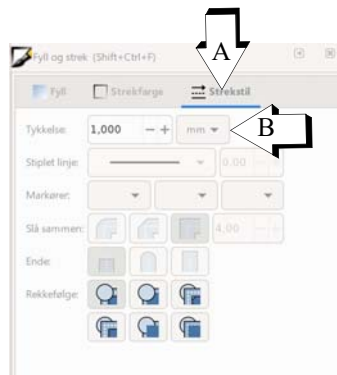 A
Fyll og strek (Shift+Ctrl+F)
Fyll Strekfarge Strekstil
Tykkelse: 1,000 − + mm B
Stiplet linje: 0,00 − +
Markører:
Slå sammen: 4,00 − +
Ende:
Rekkefølge: